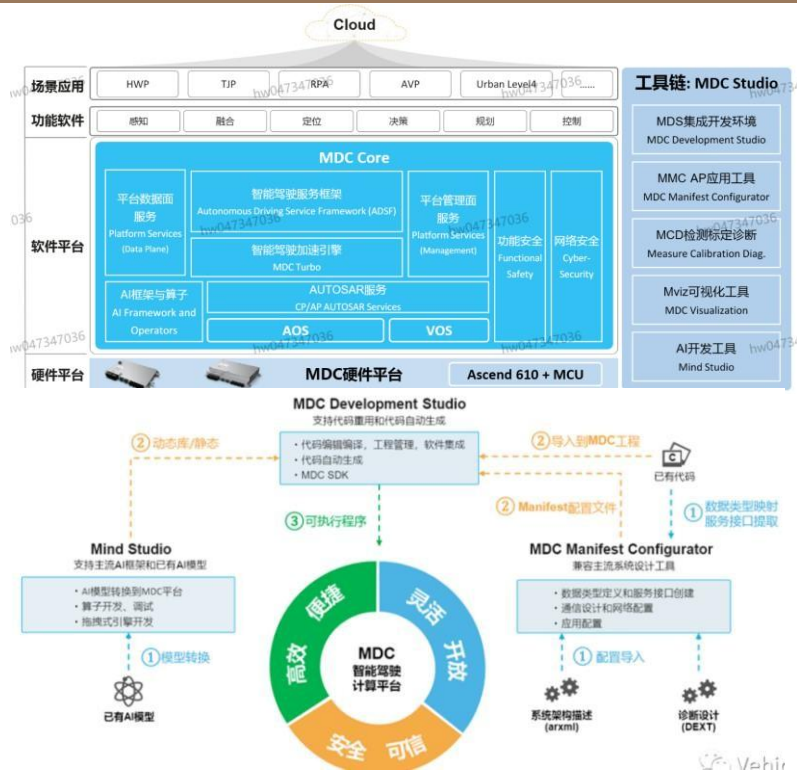 Cloud
场景应用
HWP
TJP
RPA
AVP
Urban Level4
......
功能软件
感知
融合
定位
决策
规划
控制
软件平台
MDC Core
平台数据面
服务
Platform Services
(Data Plane)
智能驾驶服务框架
Autonomous Driving Service Framework (ADSF)
智能驾驶加速引擎
MDC Turbo
平台管理面
服务
Platform Services
(Management)
功能安全
Functional
Safety
网络安全
Cyber-
Security
AI框架与算子
AI Framework and
Operators
AUTOSAR服务
CP/AP AUTOSAR Services
AOS
VOS
硬件平台
MDC硬件平台
Ascend 610 + MCU
工具链: MDC Studio
MDS集成开发环境
MDC Development Studio
MMC AP应用工具
MDC Manifest Configurator
MCD检测标定诊断
Measure Calibration Diag.
Mviz可视化工具
MDC Visualization
AI开发工具
Mind Studio
hw047347036
hw047347036
hw047347036
hw047347036
hw047347036
hw047347036
hw047347036
MDC Development Studio
支持代码重用和代码自动生成
· 代码编辑编译，工程管理，软件集成
· 代码自动生成
· MDC SDK
②动态库/静态
②导入到MDC工程
已有代码
②Manifest配置文件
①数据类型映射
服务接口提取
③可执行程序
Mind Studio
支持主流AI框架和已有AI模型
· AI模型转换到MDC平台
· 算子开发、调试
· 拖拽式引擎开发
①模型转换
已有AI模型
MDC Manifest Configurator
兼容主流系统设计工具
· 数据类型定义和服务接口创建
· 通信设计和网络配置
· 应用配置
①配置导入
系统架构描述
(arxml)
诊断设计
(DEXT)
高效 便捷
灵活 开放
安全 可信
MDC
智能驾驶
计算平台